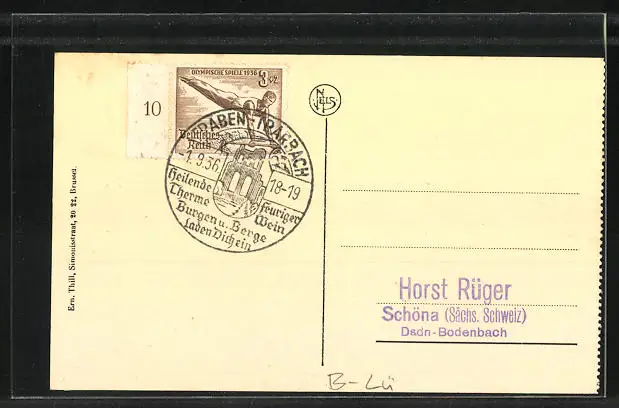 OLYMPISCHE SPIELE 1936
3+2
Deutsches
Reich
10
NELS
TRABEN-TRARBACH
-1.9.36
18-19
Heilende
Therme
feuriger
Wein
Burgen u. Berge
Laden Dich ein
Ern. Thill, Simonisstraat, 20 22, Brussel
Horst Rüger
Schöna (Sächs. Schweiz)
Dsdn-Bodenbach
B-Lü